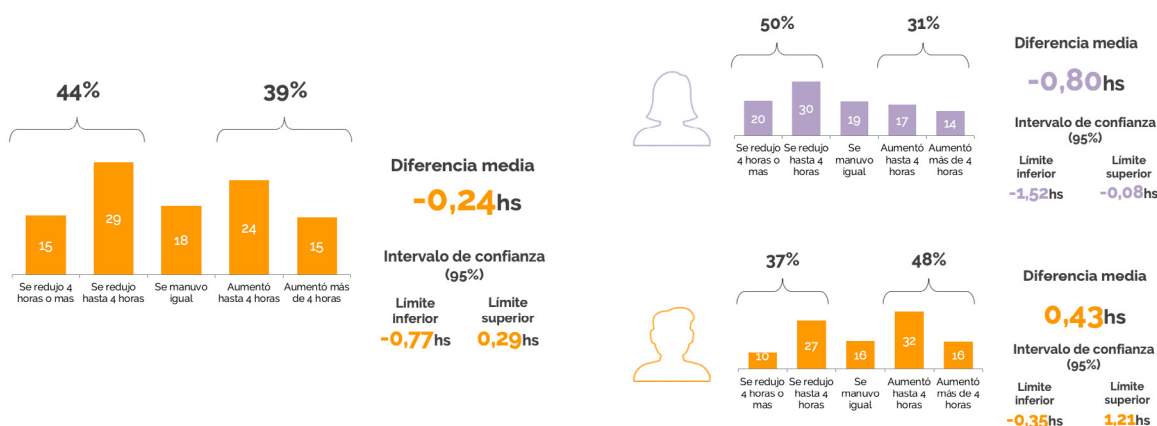 44%
39%
15
29
18
24
15
Se redujo 4
horas o mas
Se redujo
hasta 4 horas
Se manuvo
igual
Aumentó
hasta 4 horas
Aumentó más
de 4 horas
Diferencia media
-0,24hs
Intervalo de confianza
(95%)
Límite
inferior
-0,77hs
Límite
superior
0,29hs
50%
31%
20
30
19
17
14
Se redujo
4 horas o
mas
Se redujo
hasta 4
horas
Se
manuvo
igual
Aumentó
hasta 4
horas
Aumentó
más de 4
horas
Diferencia media
-0,80hs
Intervalo de confianza
(95%)
Límite
inferior
-1,52hs
Límite
superior
-0,08hs
37%
48%
10
27
16
32
16
Se redujo
4 horas o
mas
Se redujo
hasta 4
horas
Se
manuvo
igual
Aumentó
hasta 4
horas
Aumentó
más de 4
horas
Diferencia media
0,43hs
Intervalo de confianza
(95%)
Límite
inferior
-0,35hs
Límite
superior
1,21hs